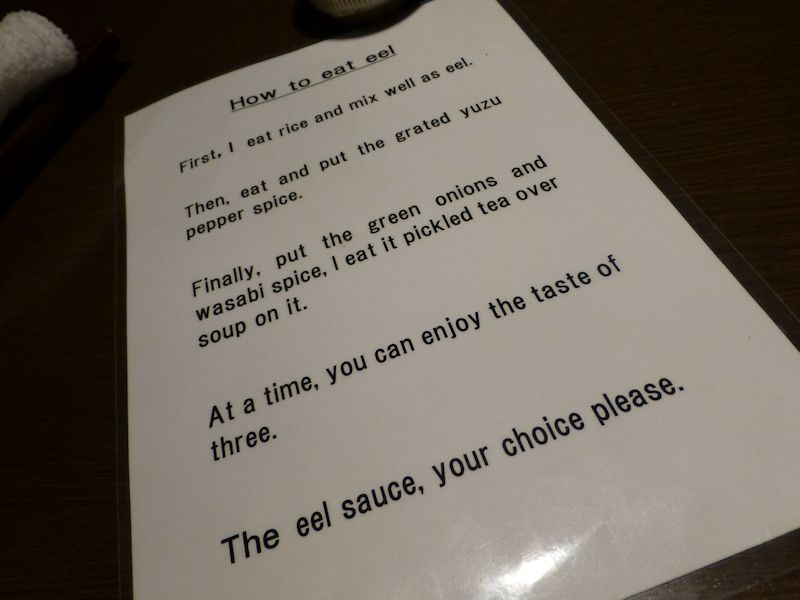 How to eat eel
First, I eat rice and mix well as eel.
Then, eat and put the grated yuzu
pepper spice.
Finally, put the green onions and
wasabi spice, I eat it pickled tea over
soup on it.
At a time, you can enjoy the taste of
three.
The eel sauce, your choice please.